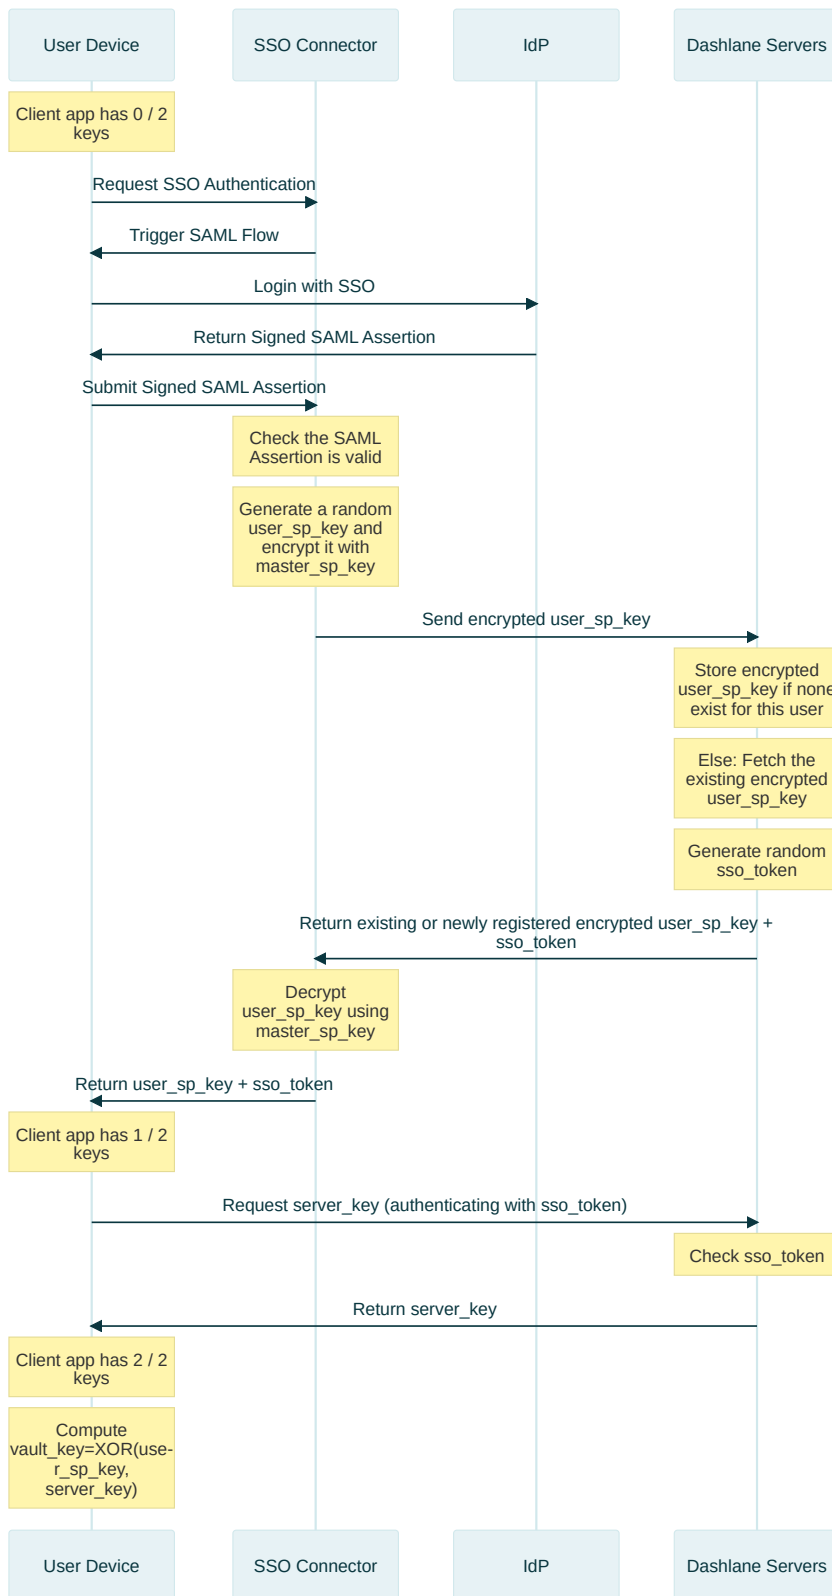 User Device
SSO Connector
IdP
Dashlane Servers
Client app has 0 / 2
keys
Request SSO Authentication
Trigger SAML Flow
Login with SSO
Return Signed SAML Assertion
Submit Signed SAML Assertion
Check the SAML
Assertion is valid
Generate a random
user_sp_key and
encrypt it with
master_sp_key
Send encrypted user_sp_key
Store encrypted
user_sp_key if none
exist for this user
Else: Fetch the
existing encrypted
user_sp_key
Generate random
sso_token
Return existing or newly registered encrypted user_sp_key +
sso_token
Decrypt
user_sp_key using
master_sp_key
Return user_sp_key + sso_token
Client app has 1 / 2
keys
Request server_key (authenticating with sso_token)
Check sso_token
Return server_key
Client app has 2 / 2
keys
Compute
vault_key=XOR(use-
r_sp_key,
server_key)
User Device
SSO Connector
IdP
Dashlane Servers